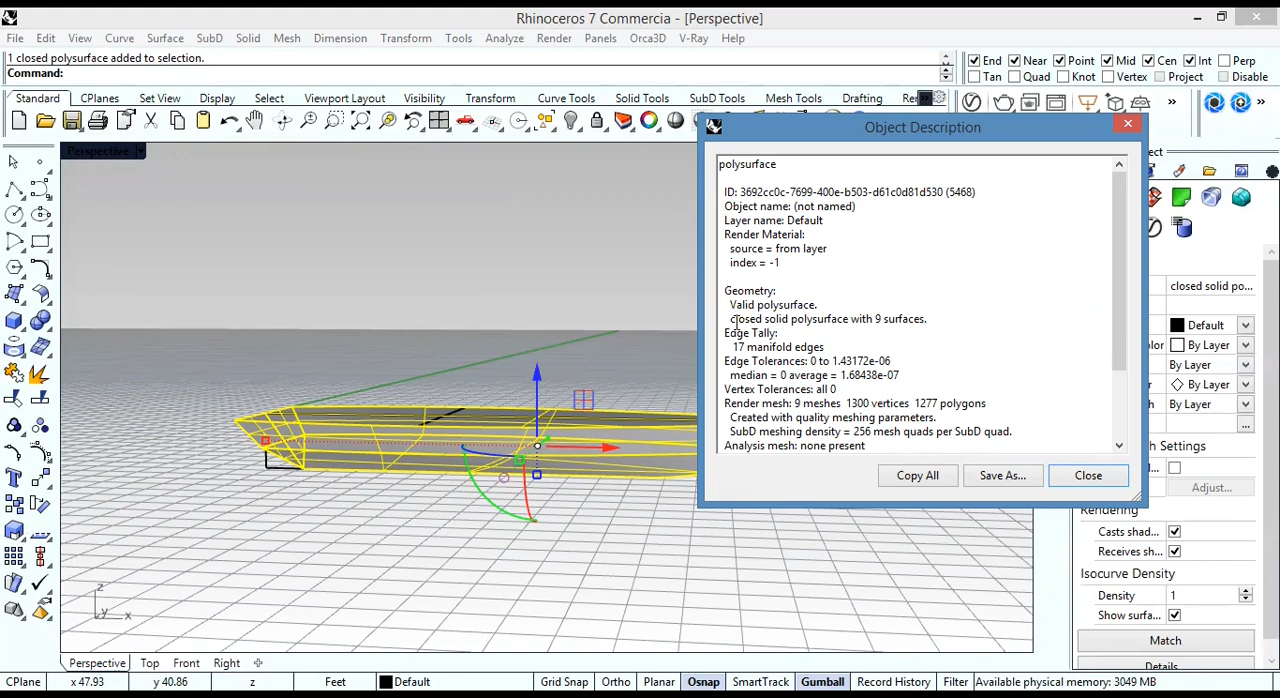 Rhinoceros 7 Commercia - [Perspective]
File Edit View Curve Surface SubD Solid Mesh Dimension Transform Tools Analyze Render Panels Orca3D V-Ray Help
1 closed polysurface added to selection.
Command:
End Near Point Mid Cen Int Perp
Tan Quad Knot Vertex Project Disable
Standard CPlanes Set View Display Select Viewport Layout Visibility Transform Curve Tools Solid Tools SubD Tools Mesh Tools Drafting Re
Perspective
Object Description
polysurface
ID: 3692cc0c-7699-400e-b503-d61c0d81d530 (5468)
Object name: (not named)
Layer name: Default
Render Material:
source = from layer
index = -1
Geometry:
Valid polysurface.
closed solid polysurface with 9 surfaces.
Edge Tally:
17 manifold edges
Edge Tolerances: 0 to 1.43172e-06
median = 0 average = 1.68438e-07
Vertex Tolerances: all 0
Render mesh: 9 meshes 1300 vertices 1277 polygons
Created with quality meshing parameters.
SubD meshing density = 256 mesh quads per SubD quad.
Analysis mesh: none present
Copy All Save As... Close
closed solid po...
Default
By Layer
By Layer
By Layer
By Layer
...
Adjust...
Rendering
Casts shad...
Receives sh...
Isocurve Density
Density 1
Show surfa...
Match
Details
z
y x
Perspective Top Front Right
CPlane x 47.93 y 40.86 z Feet Default Grid Snap Ortho Planar Osnap SmartTrack Gumball Record History Filter Available physical memory: 3049 MB